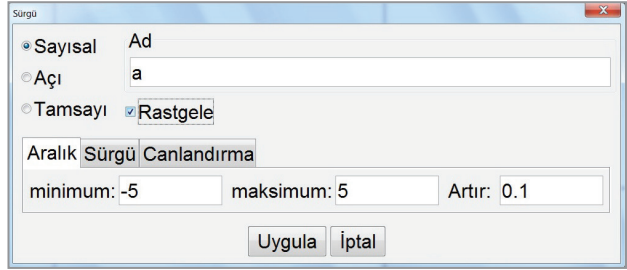 Sürgü
Sayısal
Ad
Açı
a
Tamsayı
Rastgele
Aralık Sürgü Canlandırma
minimum: -5 maksimum: 5 Artır: 0.1
Uygula İptal